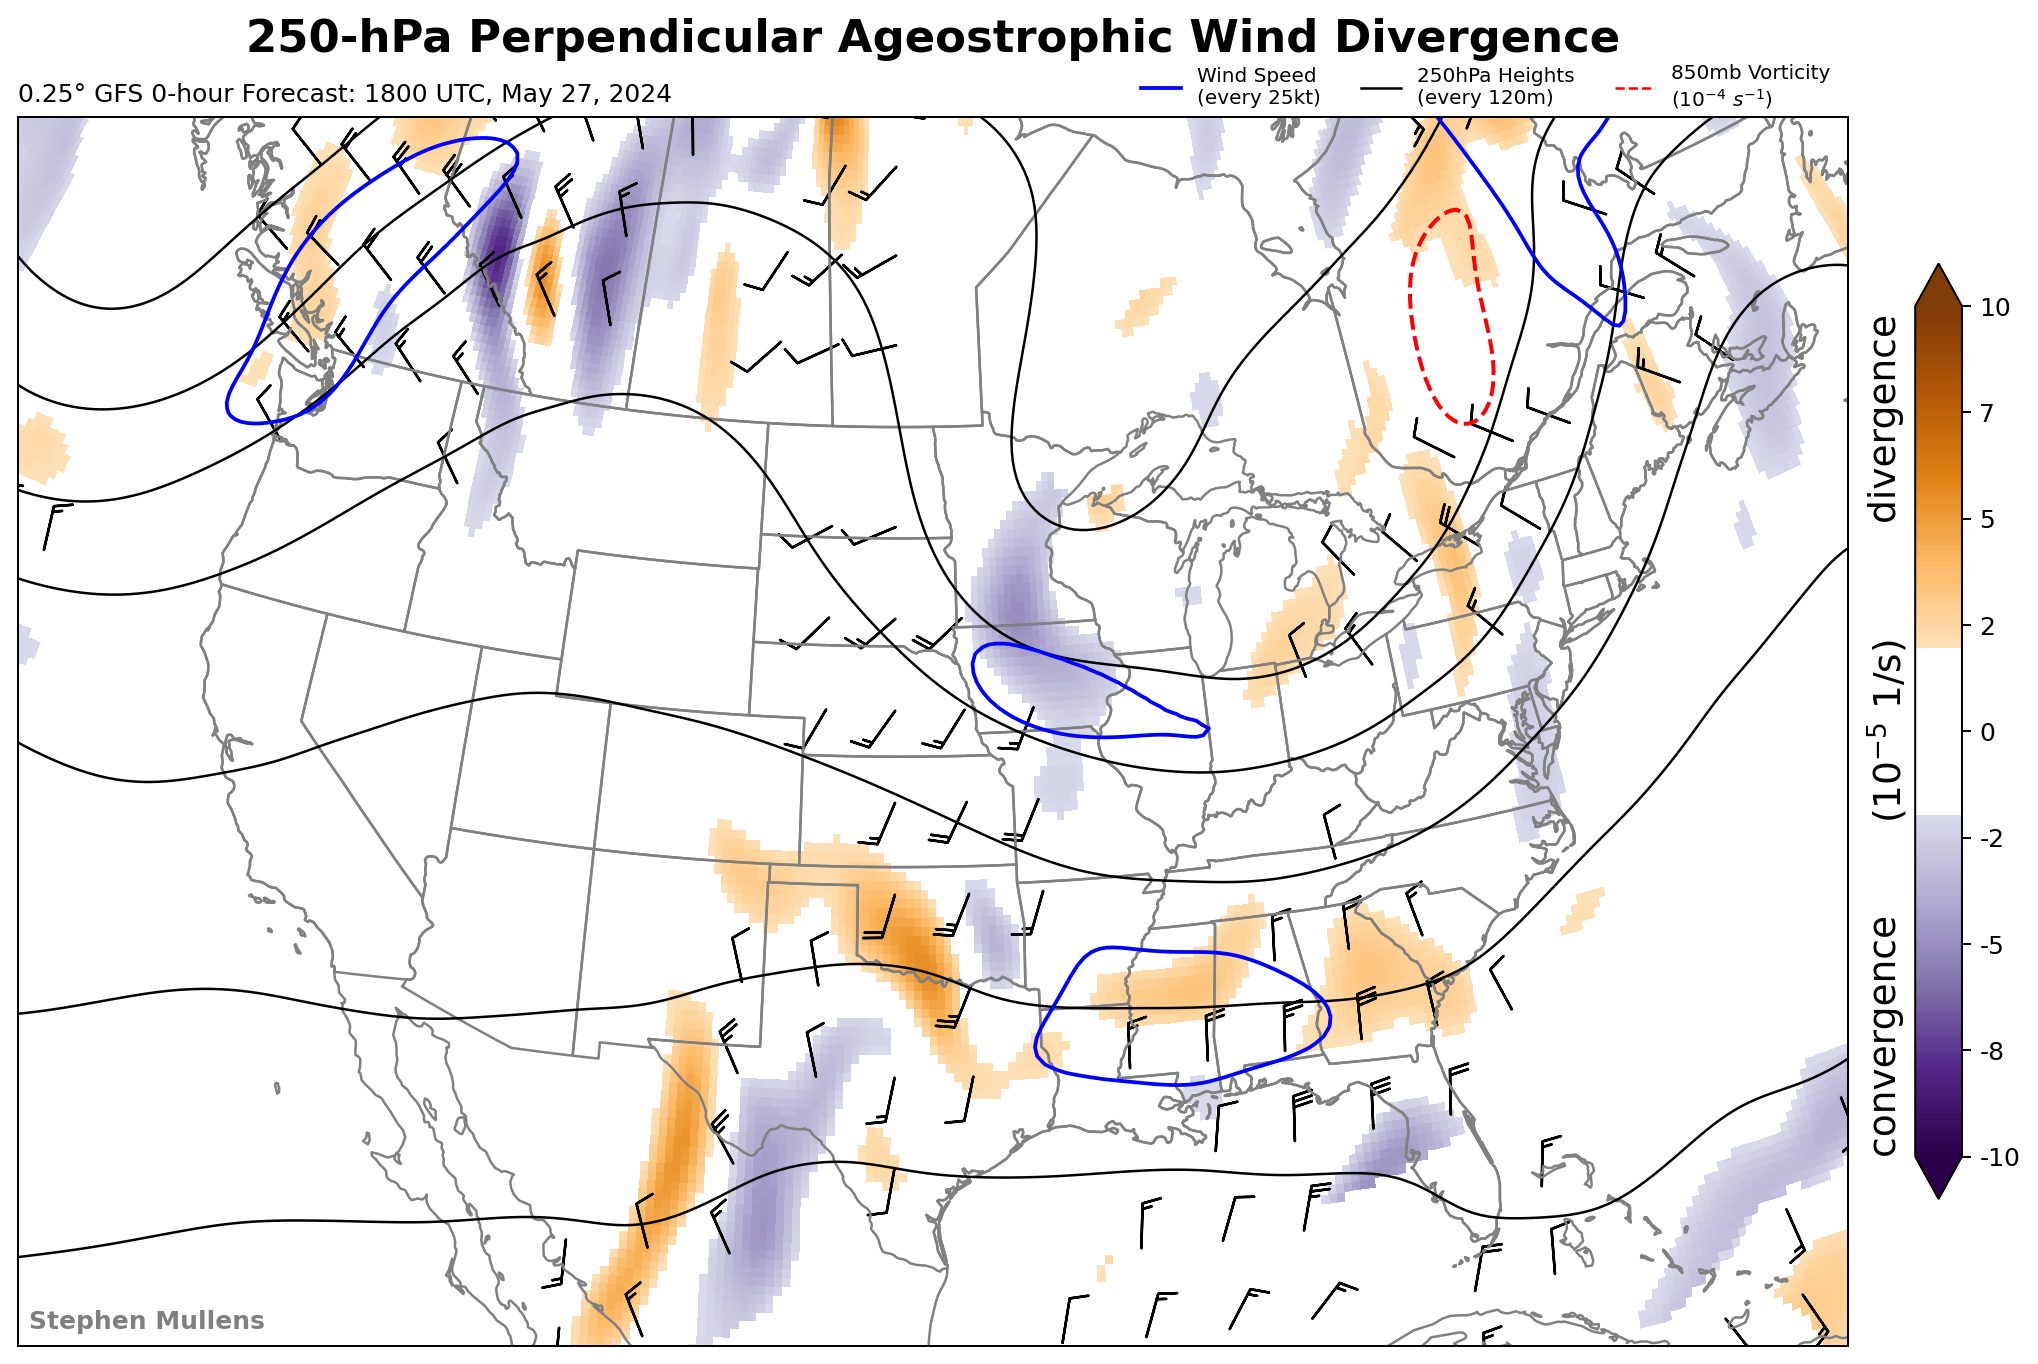 250-hPa Perpendicular Ageostrophic Wind Divergence
0.25° GFS 0-hour Forecast: 1800 UTC, May 27, 2024
Wind Speed
(every 25kt)
250hPa Heights
(every 120m)
850mb Vorticity
(10⁻⁴ s⁻¹)
10
7
5
2
0
-2
-5
-8
-10
convergence (10⁻⁵ 1/s) divergence
Stephen Mullens